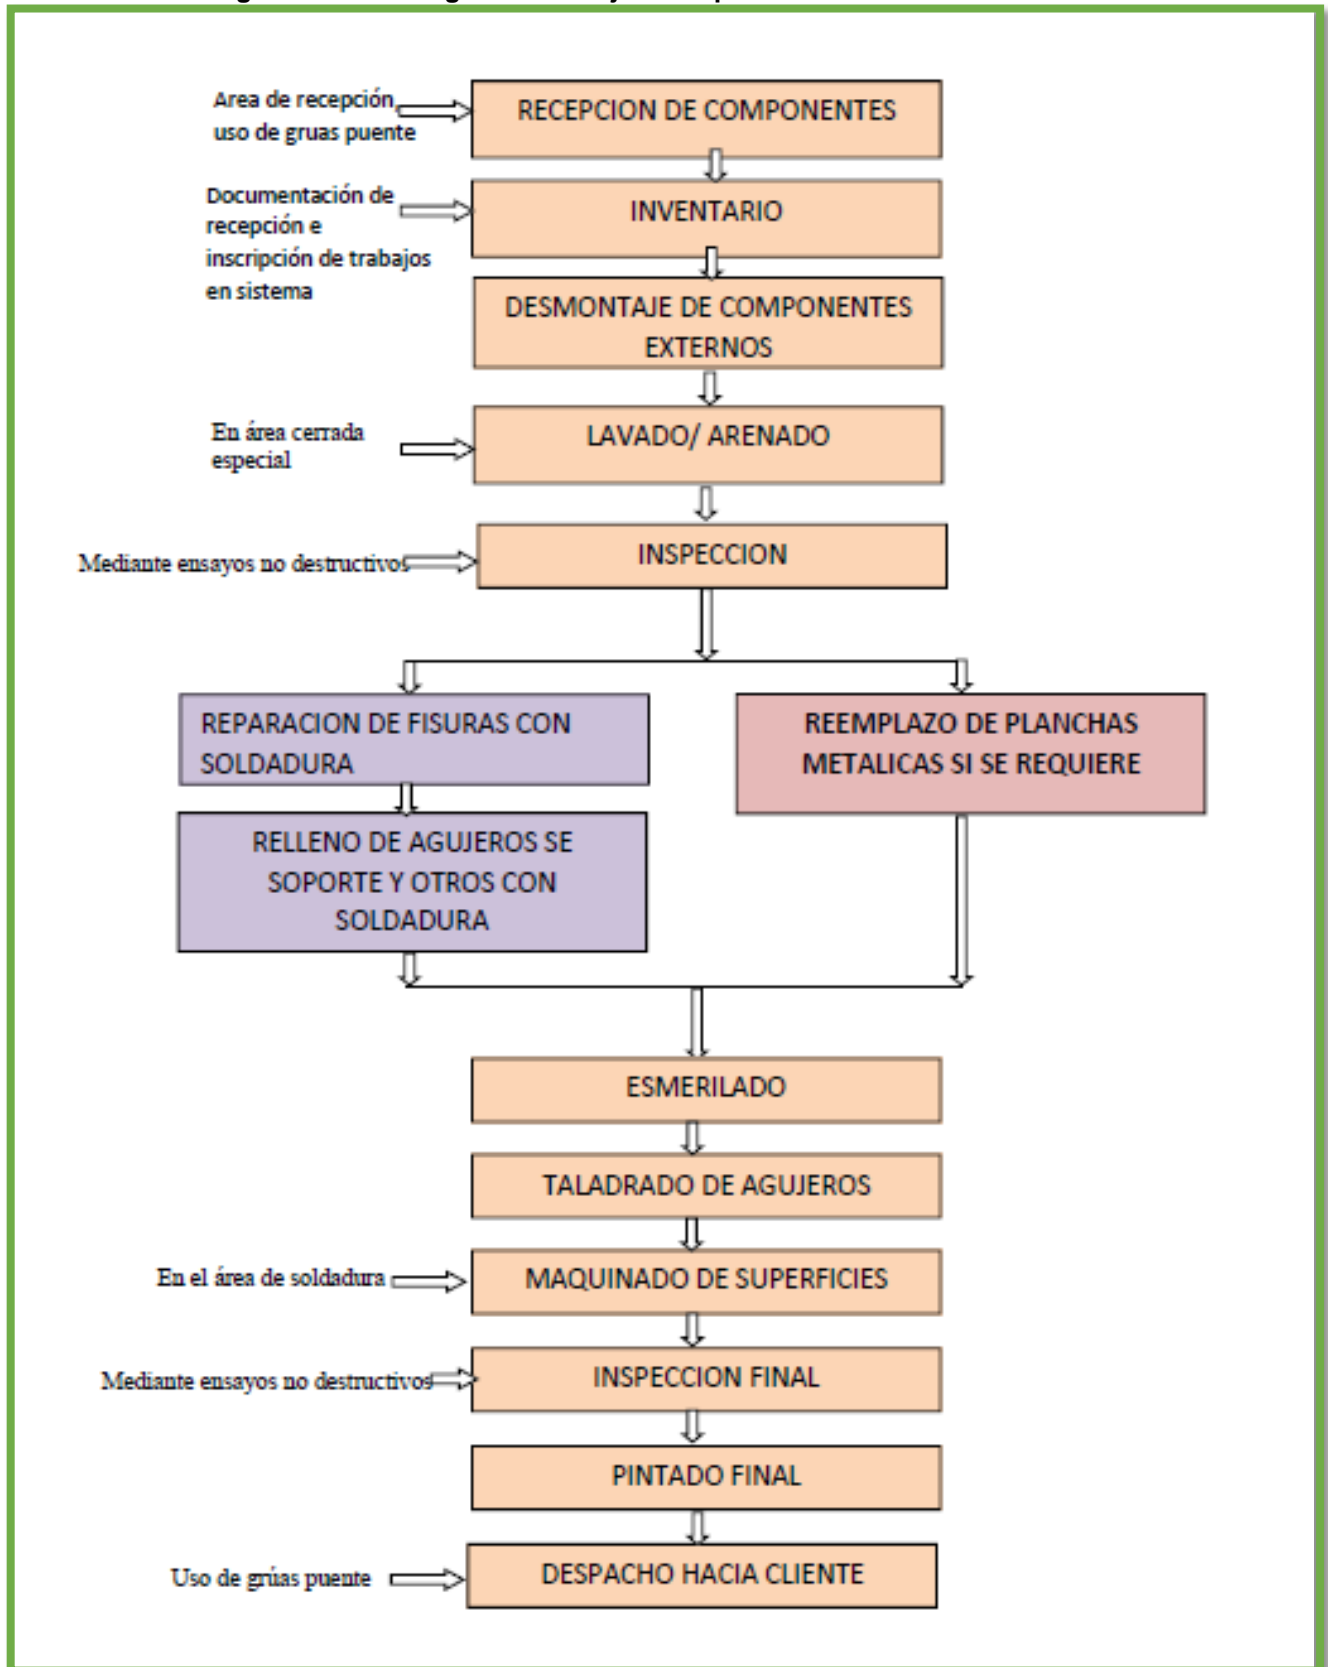 Area de recepción,
uso de gruas puente
RECEPCION DE COMPONENTES
Documentación de
recepción e
inscripción de trabajos
en sistema
INVENTARIO
DESMONTAJE DE COMPONENTES
EXTERNOS
En área cerrada
especial
LAVADO/ ARENADO
Mediante ensayos no destructivos
INSPECCION
REPARACION DE FISURAS CON
SOLDADURA
REEMPLAZO DE PLANCHAS
METALICAS SI SE REQUIERE
RELLENO DE AGUJEROS SE
SOPORTE Y OTROS CON
SOLDADURA
ESMERILADO
TALADRADO DE AGUJEROS
En el área de soldadura
MAQUINADO DE SUPERFICIES
Mediante ensayos no destructivos
INSPECCION FINAL
PINTADO FINAL
Uso de grúas puente
DESPACHO HACIA CLIENTE